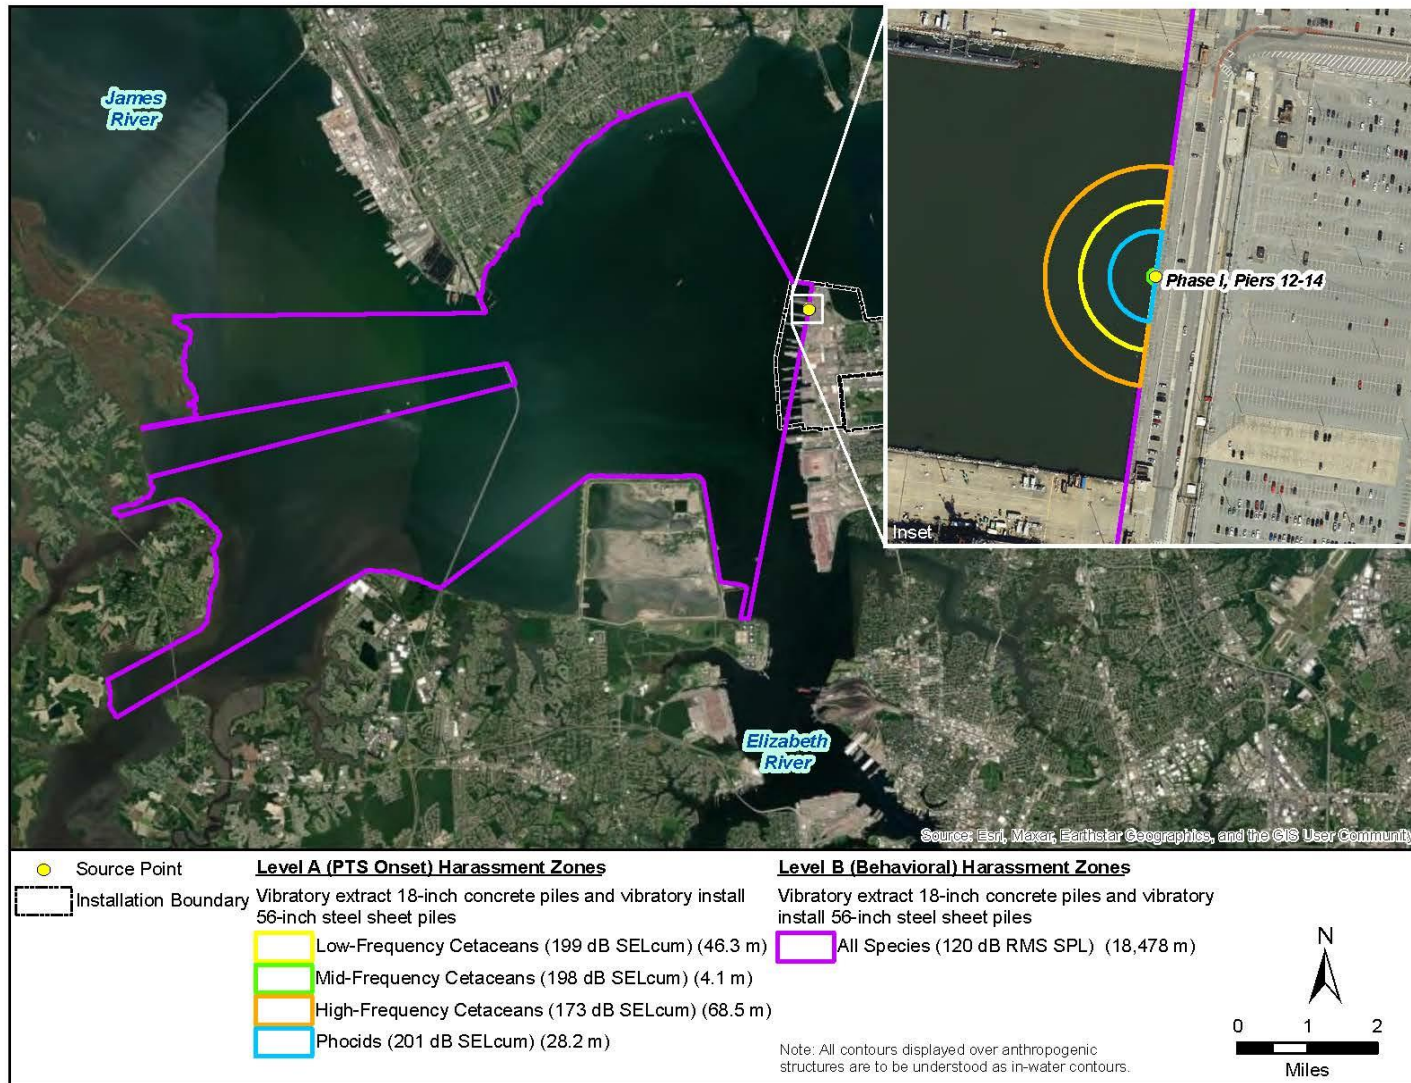 James
River
Phase I, Piers 12-14
Inset
Elizabeth
River
Source: Esri, Maxar, Earthstar Geographics, and the GIS User Community
Source Point
Installation Boundary
Level A (PTS Onset) Harassment Zones
Vibratory extract 18-inch concrete piles and vibratory install
56-inch steel sheet piles
Low-Frequency Cetaceans (199 dB SELcum) (46.3 m)
Mid-Frequency Cetaceans (198 dB SELcum) (4.1 m)
High-Frequency Cetaceans (173 dB SELcum) (68.5 m)
Phocids (201 dB SELcum) (28.2 m)
Level B (Behavioral) Harassment Zones
Vibratory extract 18-inch concrete piles and vibratory
install 56-inch steel sheet piles
All Species (120 dB RMS SPL) (18,478 m)
Note: All contours displayed over anthropogenic
structures are to be understood as in-water contours.
N
0 1 2
Miles